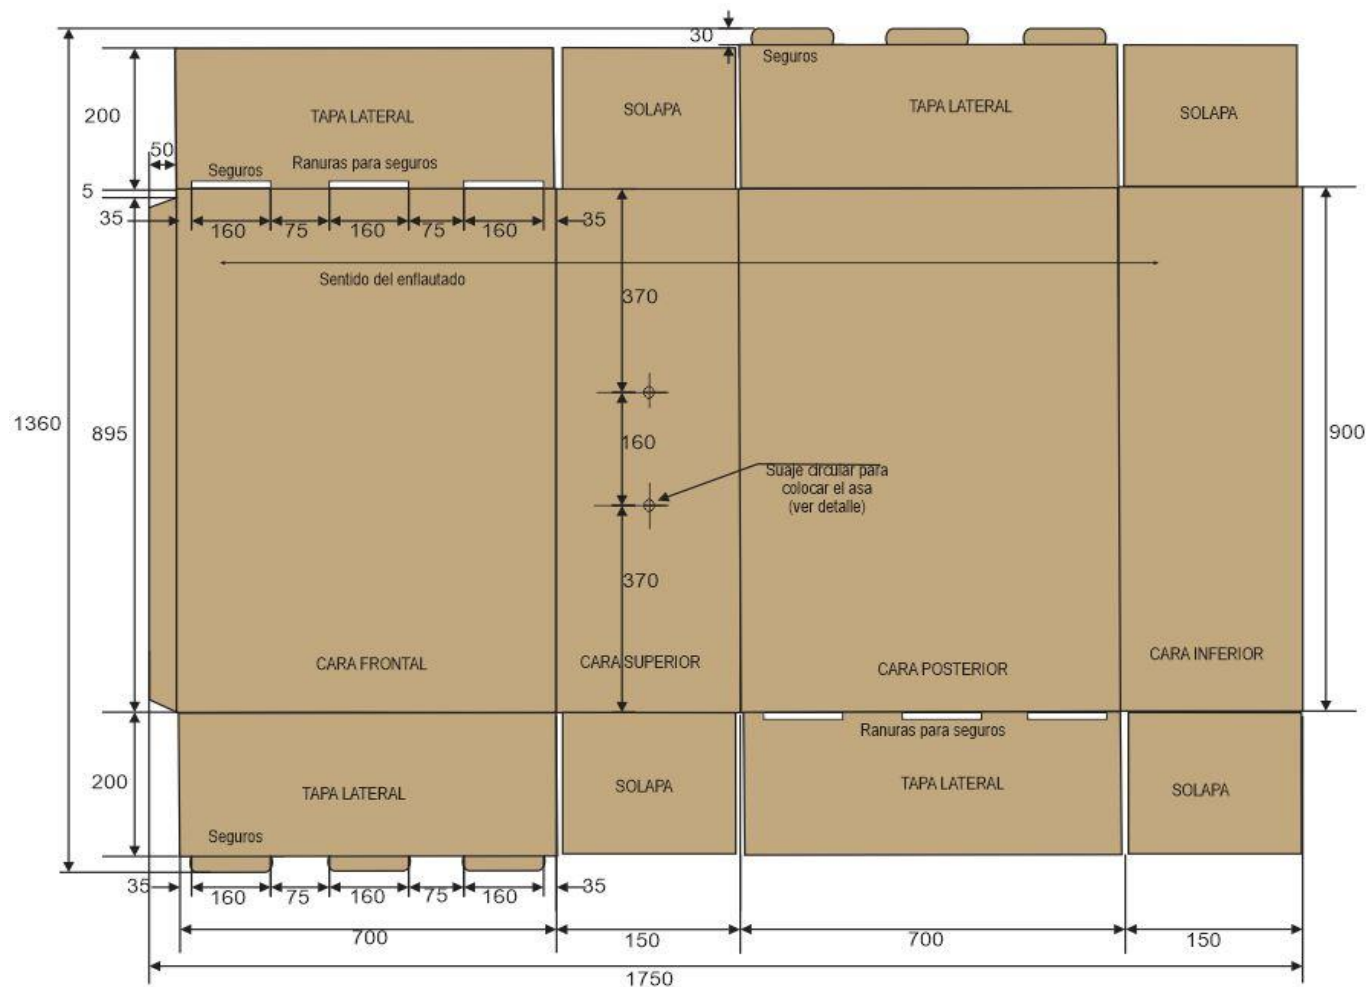 30
Seguros
200
TAPA LATERAL
SOLAPA
TAPA LATERAL
SOLAPA
50
Seguros
Ranuras para seguros
5
35
160
75
160
75
160
35
Sentido del enflautado
370
1360
895
160
900
Suaje circular para
colocar el asa
(ver detalle)
370
CARA FRONTAL
CARA SUPERIOR
CARA POSTERIOR
CARA INFERIOR
Ranuras para seguros
200
TAPA LATERAL
SOLAPA
TAPA LATERAL
SOLAPA
Seguros
35
160
75
160
75
160
35
700
150
700
150
1750